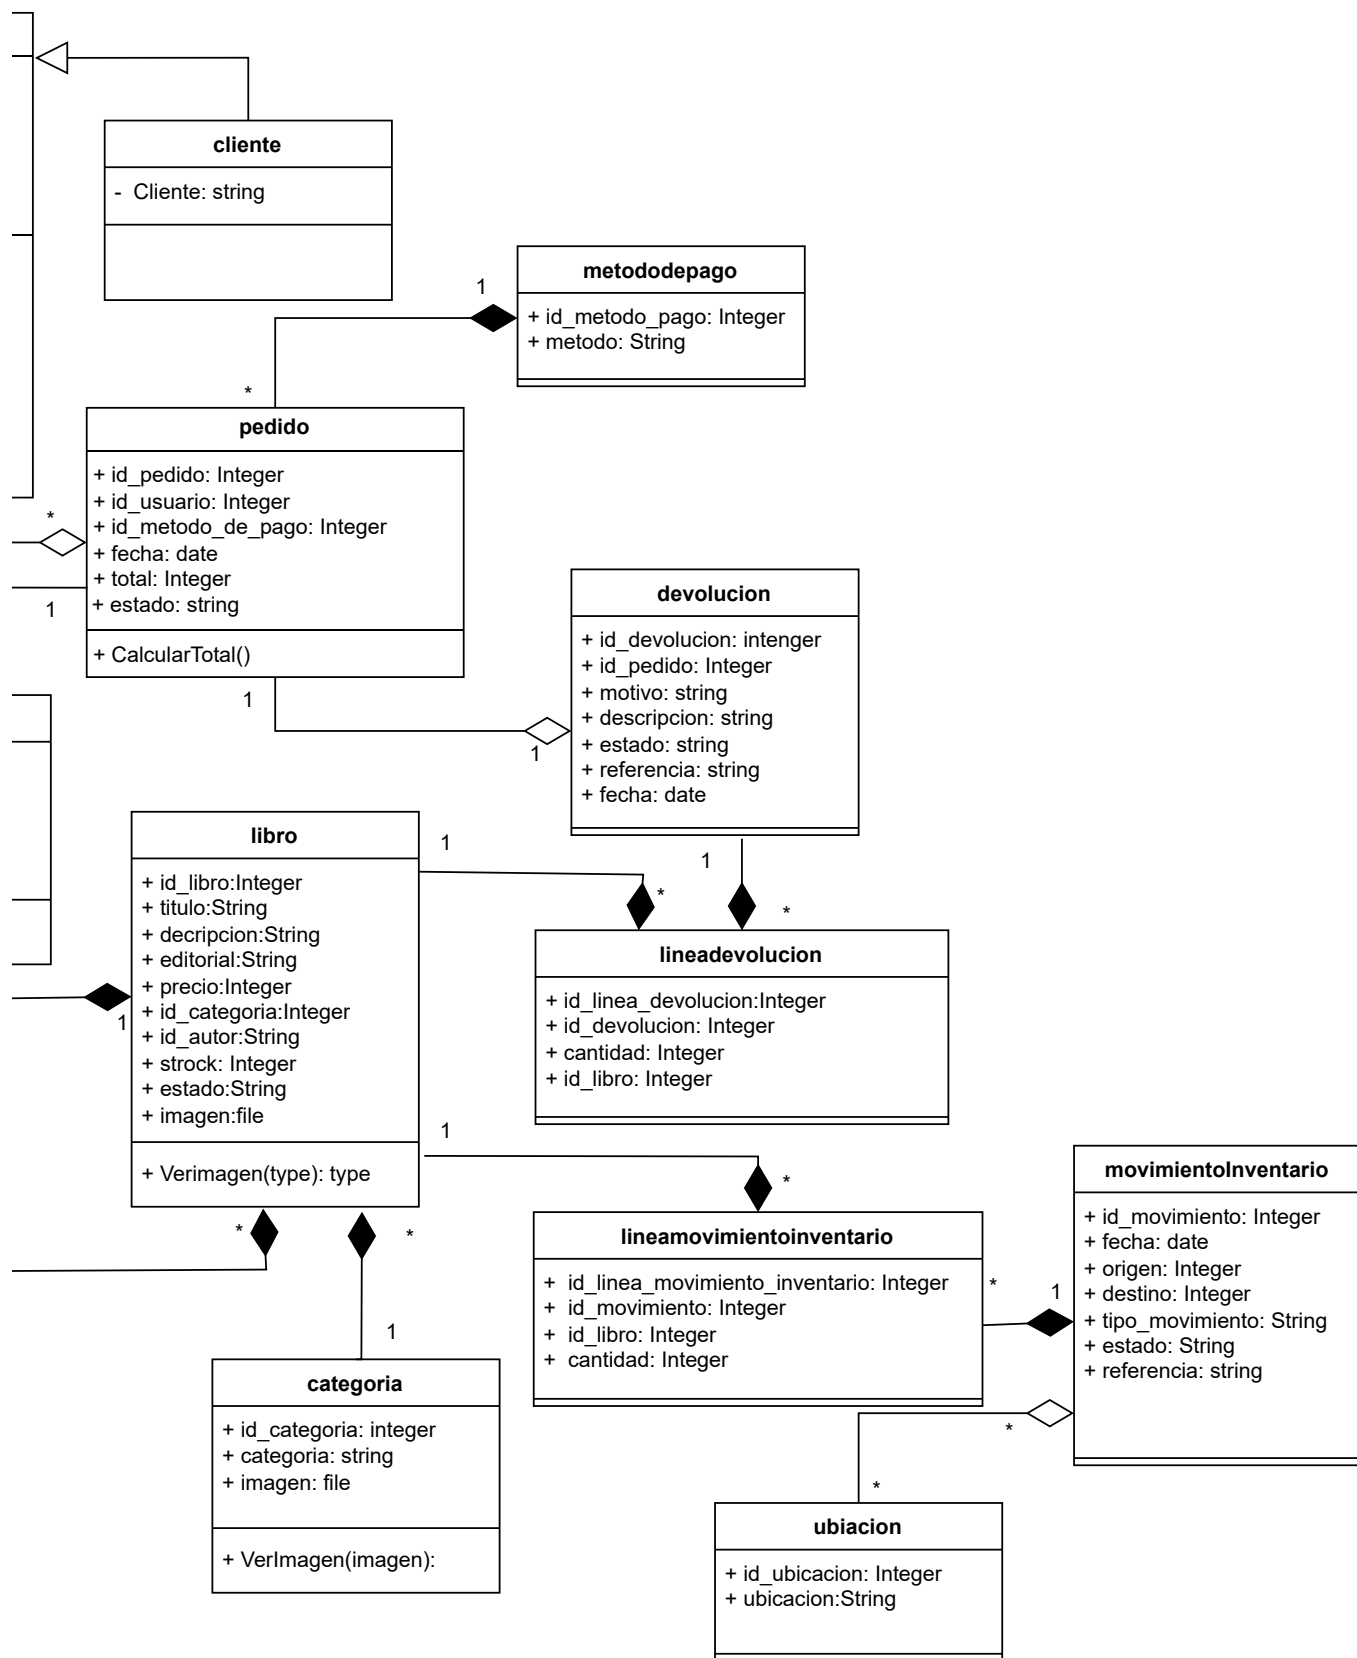 cliente
- Cliente: string
metododepago
1
+ id_metodo_pago: Integer
+ metodo: String
*
pedido
+ id_pedido: Integer
+ id_usuario: Integer
+ id_metodo_de_pago: Integer
+ fecha: date
+ total: Integer
+ estado: string
*
1
+ CalcularTotal()
1
devolucion
+ id_devolucion: intenger
+ id_pedido: Integer
+ motivo: string
+ descripcion: string
+ estado: string
+ referencia: string
+ fecha: date
1
libro
+ id_libro:Integer
+ titulo:String
+ decripcion:String
+ editorial:String
+ precio:Integer
+ id_categoria:Integer
+ id_autor:String
+ strock: Integer
+ estado:String
+ imagen:file
1
+ Verimagen(type): type
1
*
1
*
lineadevolucion
+ id_linea_devolucion:Integer
+ id_devolucion: Integer
+ cantidad: Integer
+ id_libro: Integer
1
*
lineamovimientoinventario
+ id_linea_movimiento_inventario: Integer
+ id_movimiento: Integer
+ id_libro: Integer
+ cantidad: Integer
*
1
movimientoInventario
+ id_movimiento: Integer
+ fecha: date
+ origen: Integer
+ destino: Integer
+ tipo_movimiento: String
+ estado: String
+ referencia: string
*
*
*
*
1
categoria
+ id_categoria: integer
+ categoria: string
+ imagen: file
+ VerImagen(imagen):
ubiacion
+ id_ubicacion: Integer
+ ubicacion:String